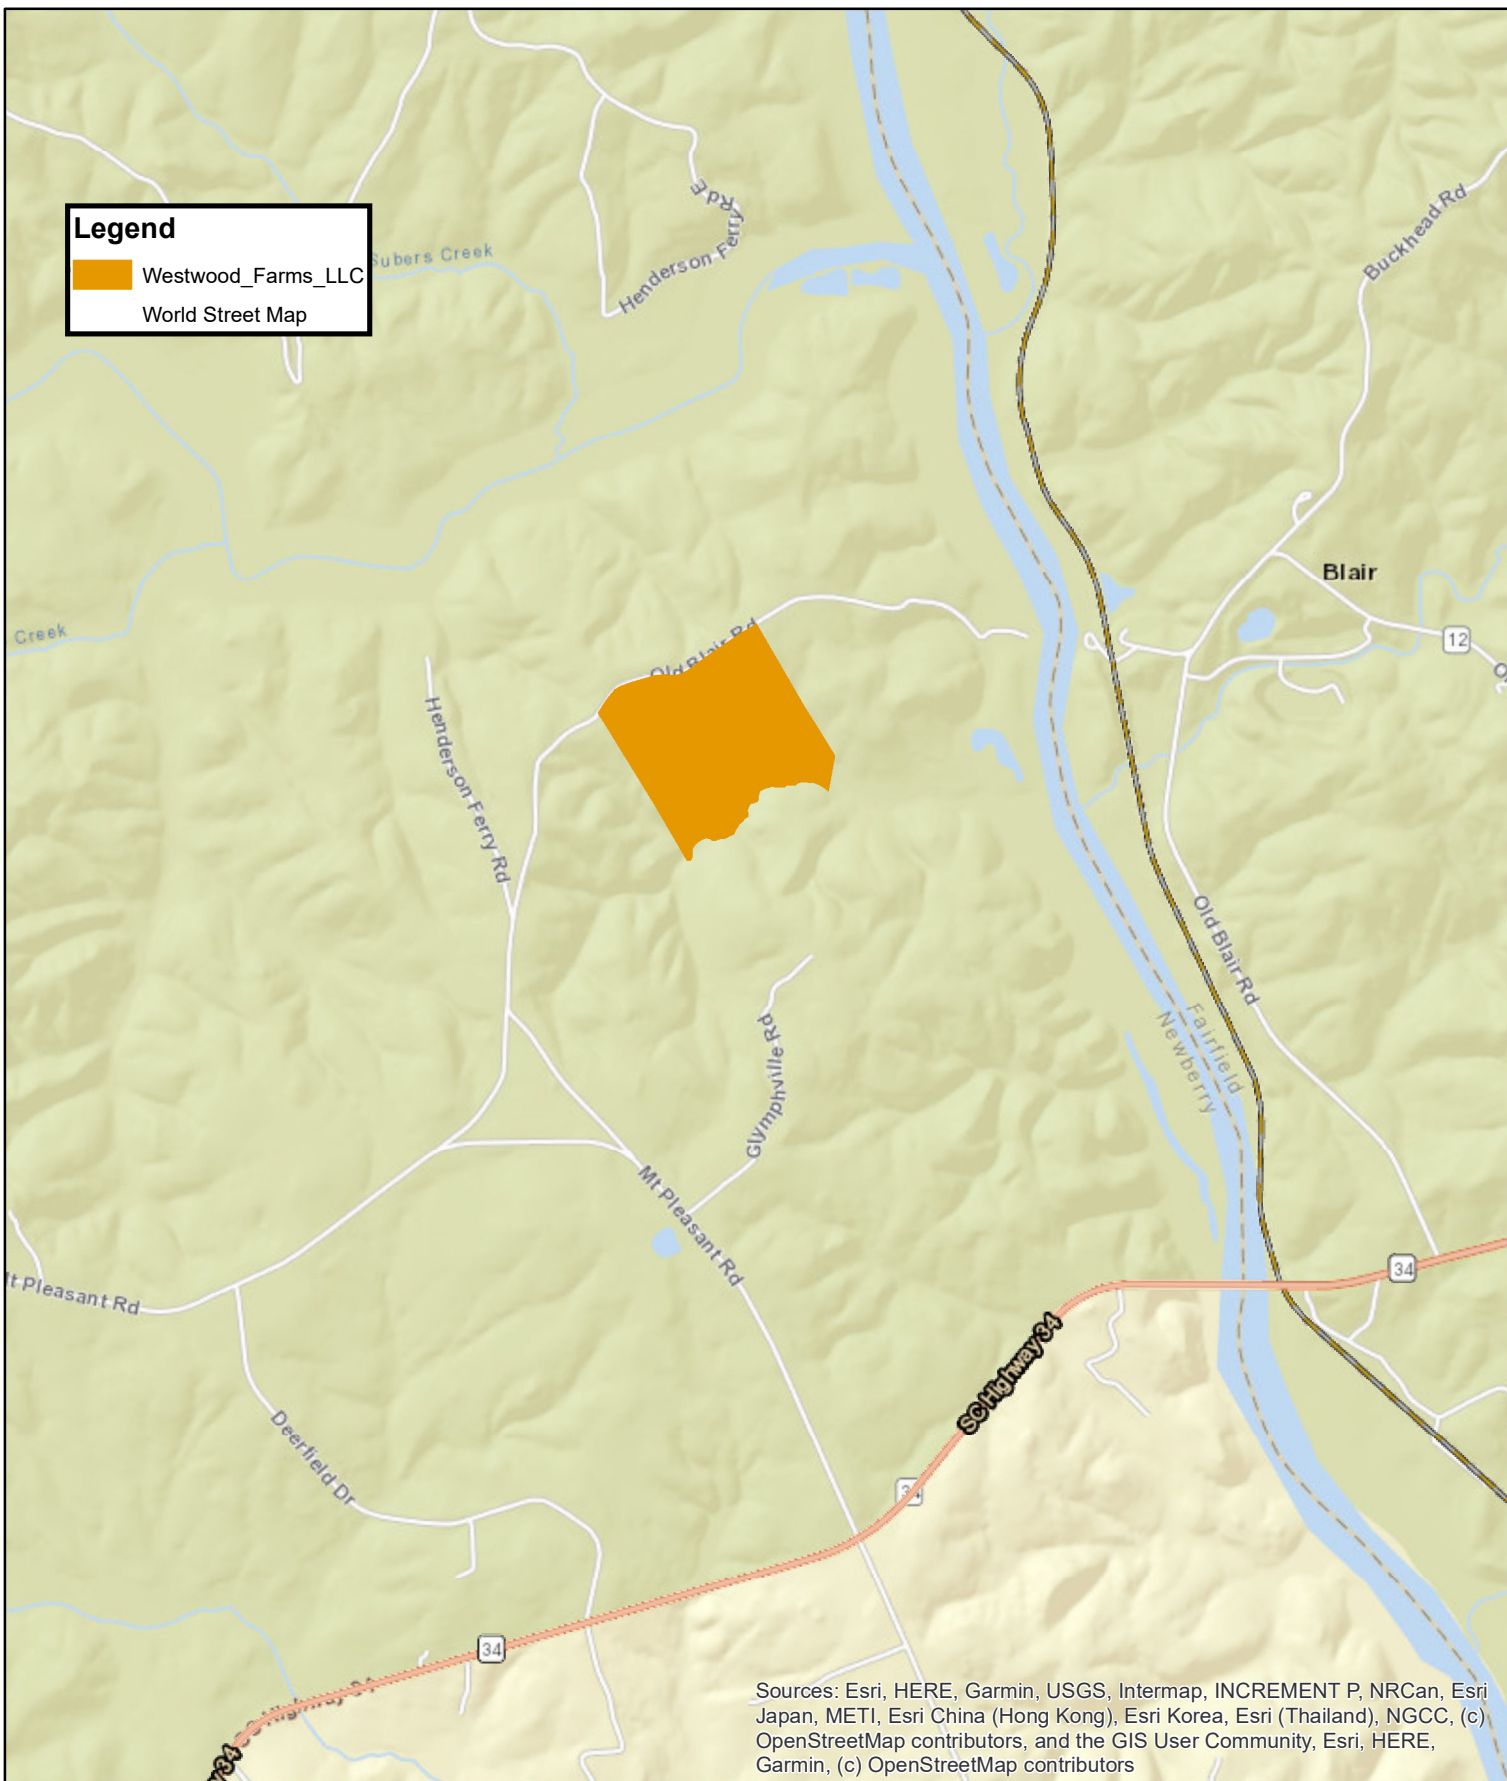 Legend
Westwood_Farms_LLC
World Street Map
Subers Creek
Henderson Ferry
Rd E
Buckhead Rd
Blair
12
Creek
Old Blair Rd
Henderson Ferry Rd
Old Blair Rd
Fairfield
Newberry
Glymphville Rd
Mt Pleasant Rd
t Pleasant Rd
34
SC Highway 34
Deerfield Dr
34
34
Highway 34
34
Sources: Esri, HERE, Garmin, USGS, Intermap, INCREMENT P, NRCan, Esri
Japan, METI, Esri China (Hong Kong), Esri Korea, Esri (Thailand), NGCC, (c)
OpenStreetMap contributors, and the GIS User Community, Esri, HERE,
Garmin, (c) OpenStreetMap contributors